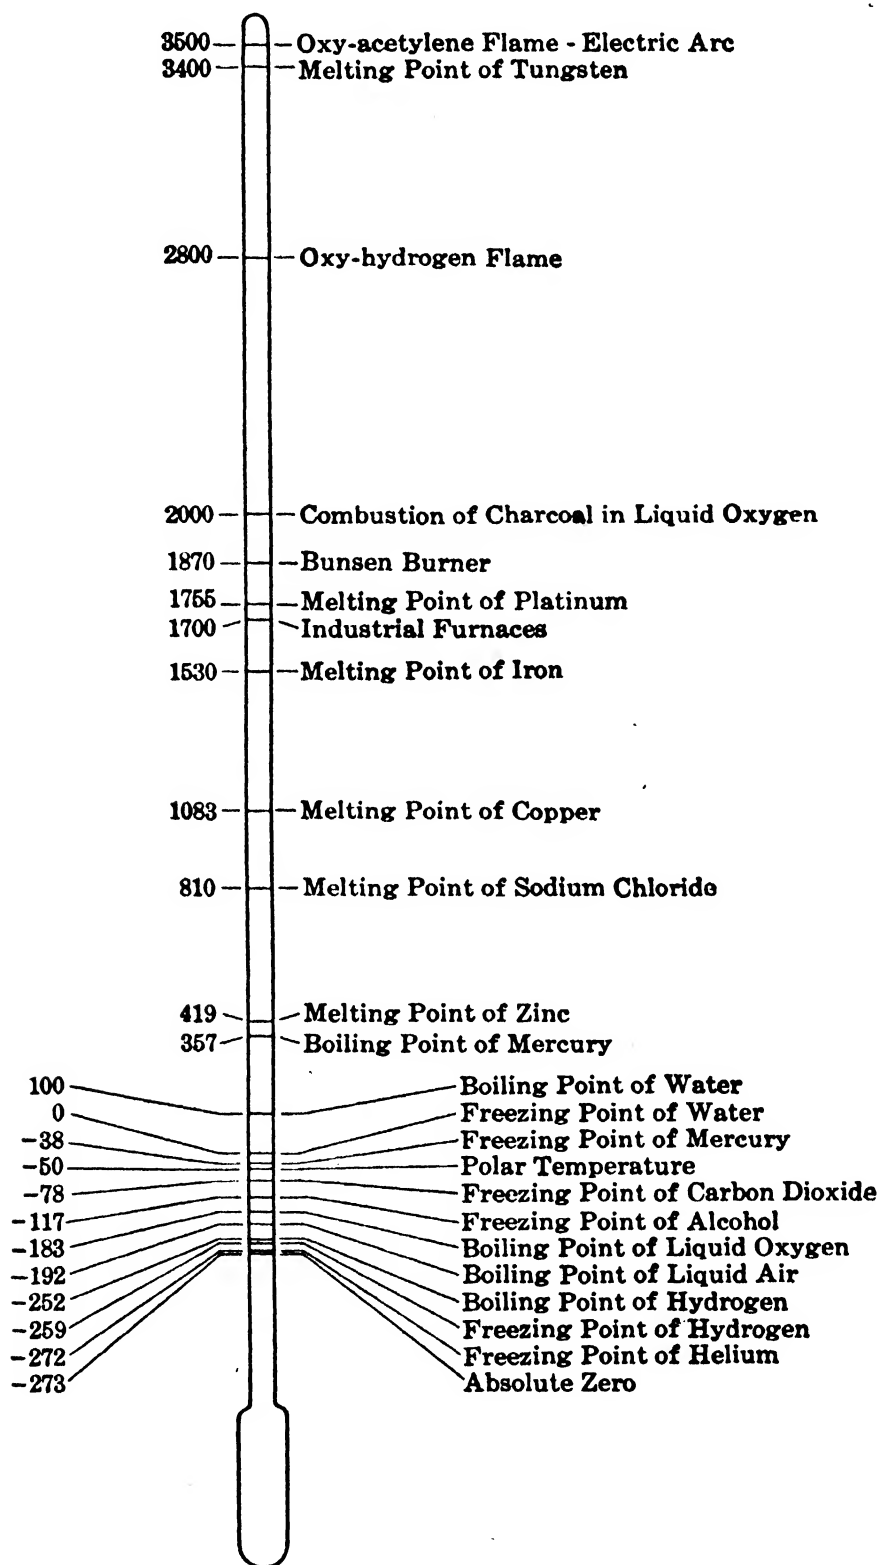 3500 Oxy-acetylene Flame - Electric Arc
3400 Melting Point of Tungsten
2800 Oxy-hydrogen Flame
2000 Combustion of Charcoal in Liquid Oxygen
1870 Bunsen Burner
1755 Melting Point of Platinum
1700 Industrial Furnaces
1530 Melting Point of Iron
1083 Melting Point of Copper
810 Melting Point of Sodium Chloride
419 Melting Point of Zinc
357 Boiling Point of Mercury
100 Boiling Point of Water
0 Freezing Point of Water
-38 Freezing Point of Mercury
-50 Polar Temperature
-78 Freezing Point of Carbon Dioxide
-117 Freezing Point of Alcohol
-183 Boiling Point of Liquid Oxygen
-192 Boiling Point of Liquid Air
-252 Boiling Point of Hydrogen
-259 Freezing Point of Hydrogen
-272 Freezing Point of Helium
-273 Absolute Zero